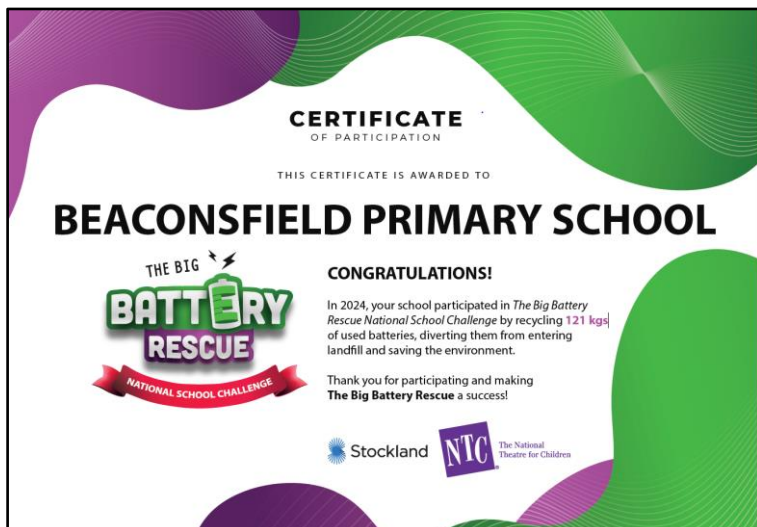 CERTIFICATE
OF PARTICIPATION
THIS CERTIFICATE IS AWARDED TO
BEACONSFIELD PRIMARY SCHOOL
THE BIG
BATTERY
RESCUE
NATIONAL SCHOOL CHALLENGE
CONGRATULATIONS!
In 2024, your school participated in The Big Battery
Rescue National School Challenge by recycling 121 kgs
of used batteries, diverting them from entering
landfill and saving the environment.
Thank you for participating and making
The Big Battery Rescue a success!
Stockland
NTC
The National
Theatre for Children